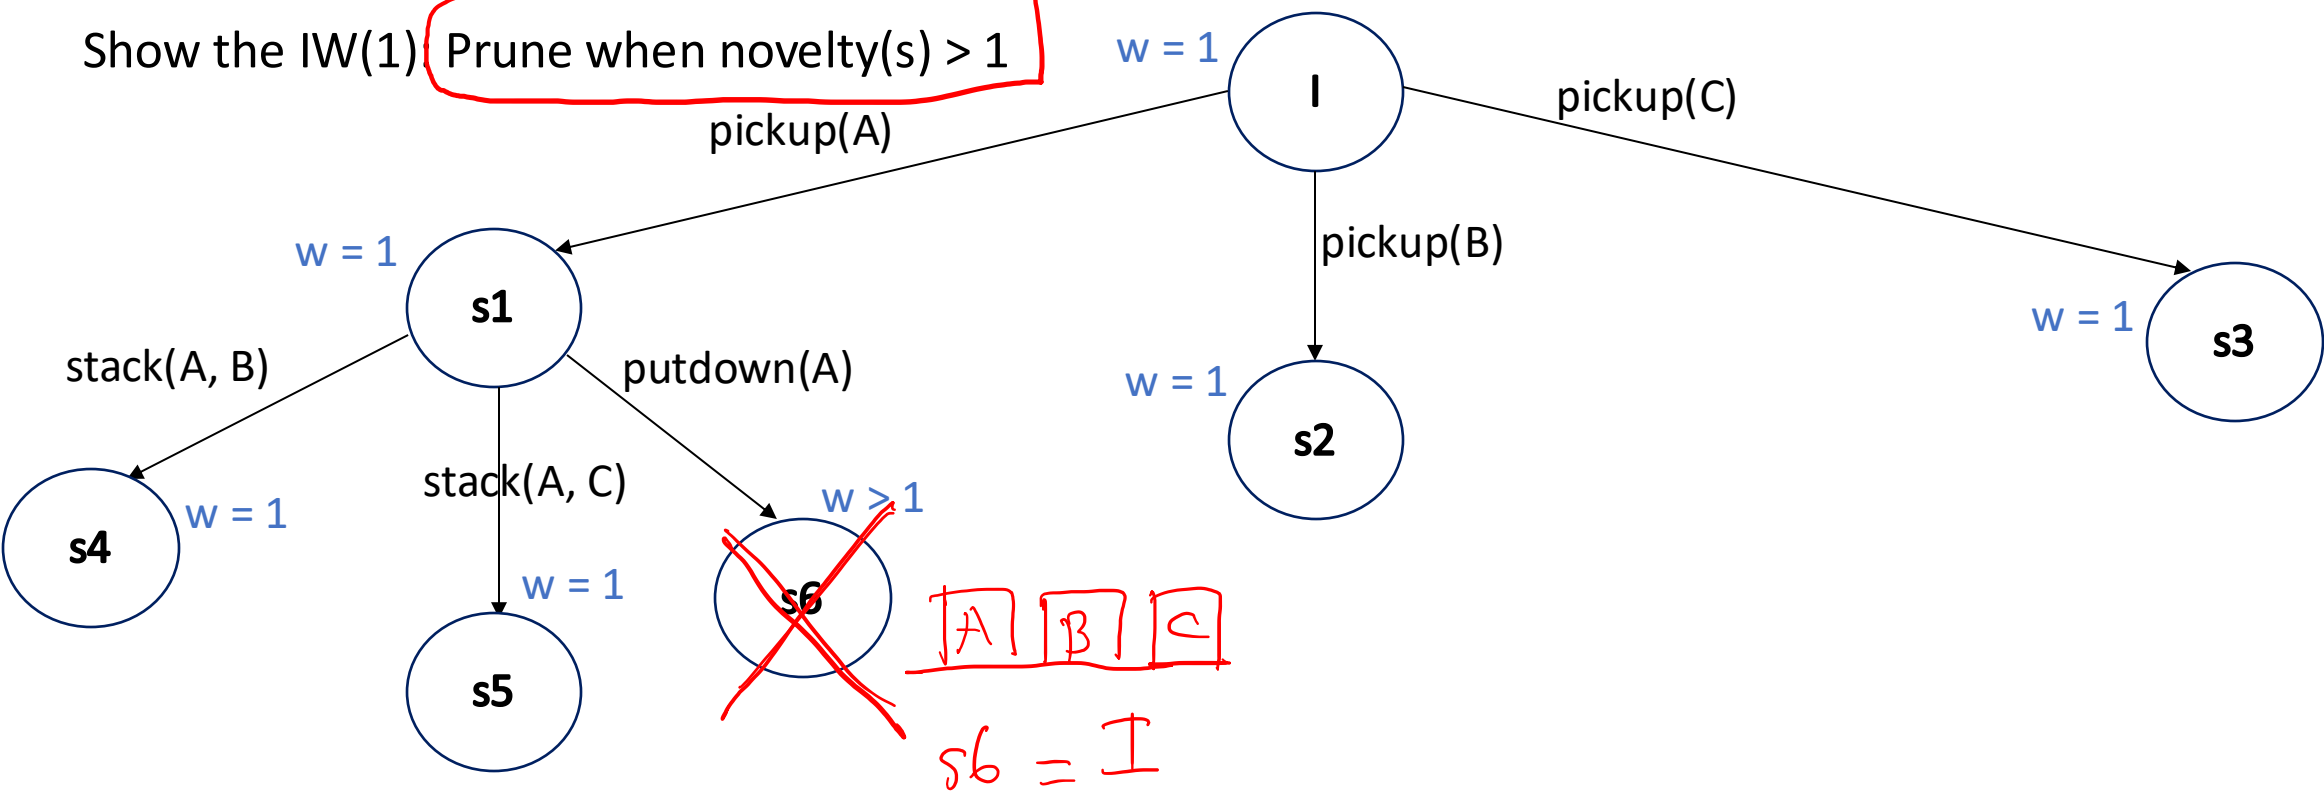 Show the IW(1): Prune when novelty(s) > 1
w = 1
I
pickup(A)
pickup(C)
pickup(B)
w = 1
s1
w = 1
s3
w = 1
s2
stack(A, B)
putdown(A)
stack(A, C)
s4
w = 1
w > 1
s6
w = 1
s5
A B C
s6 = I